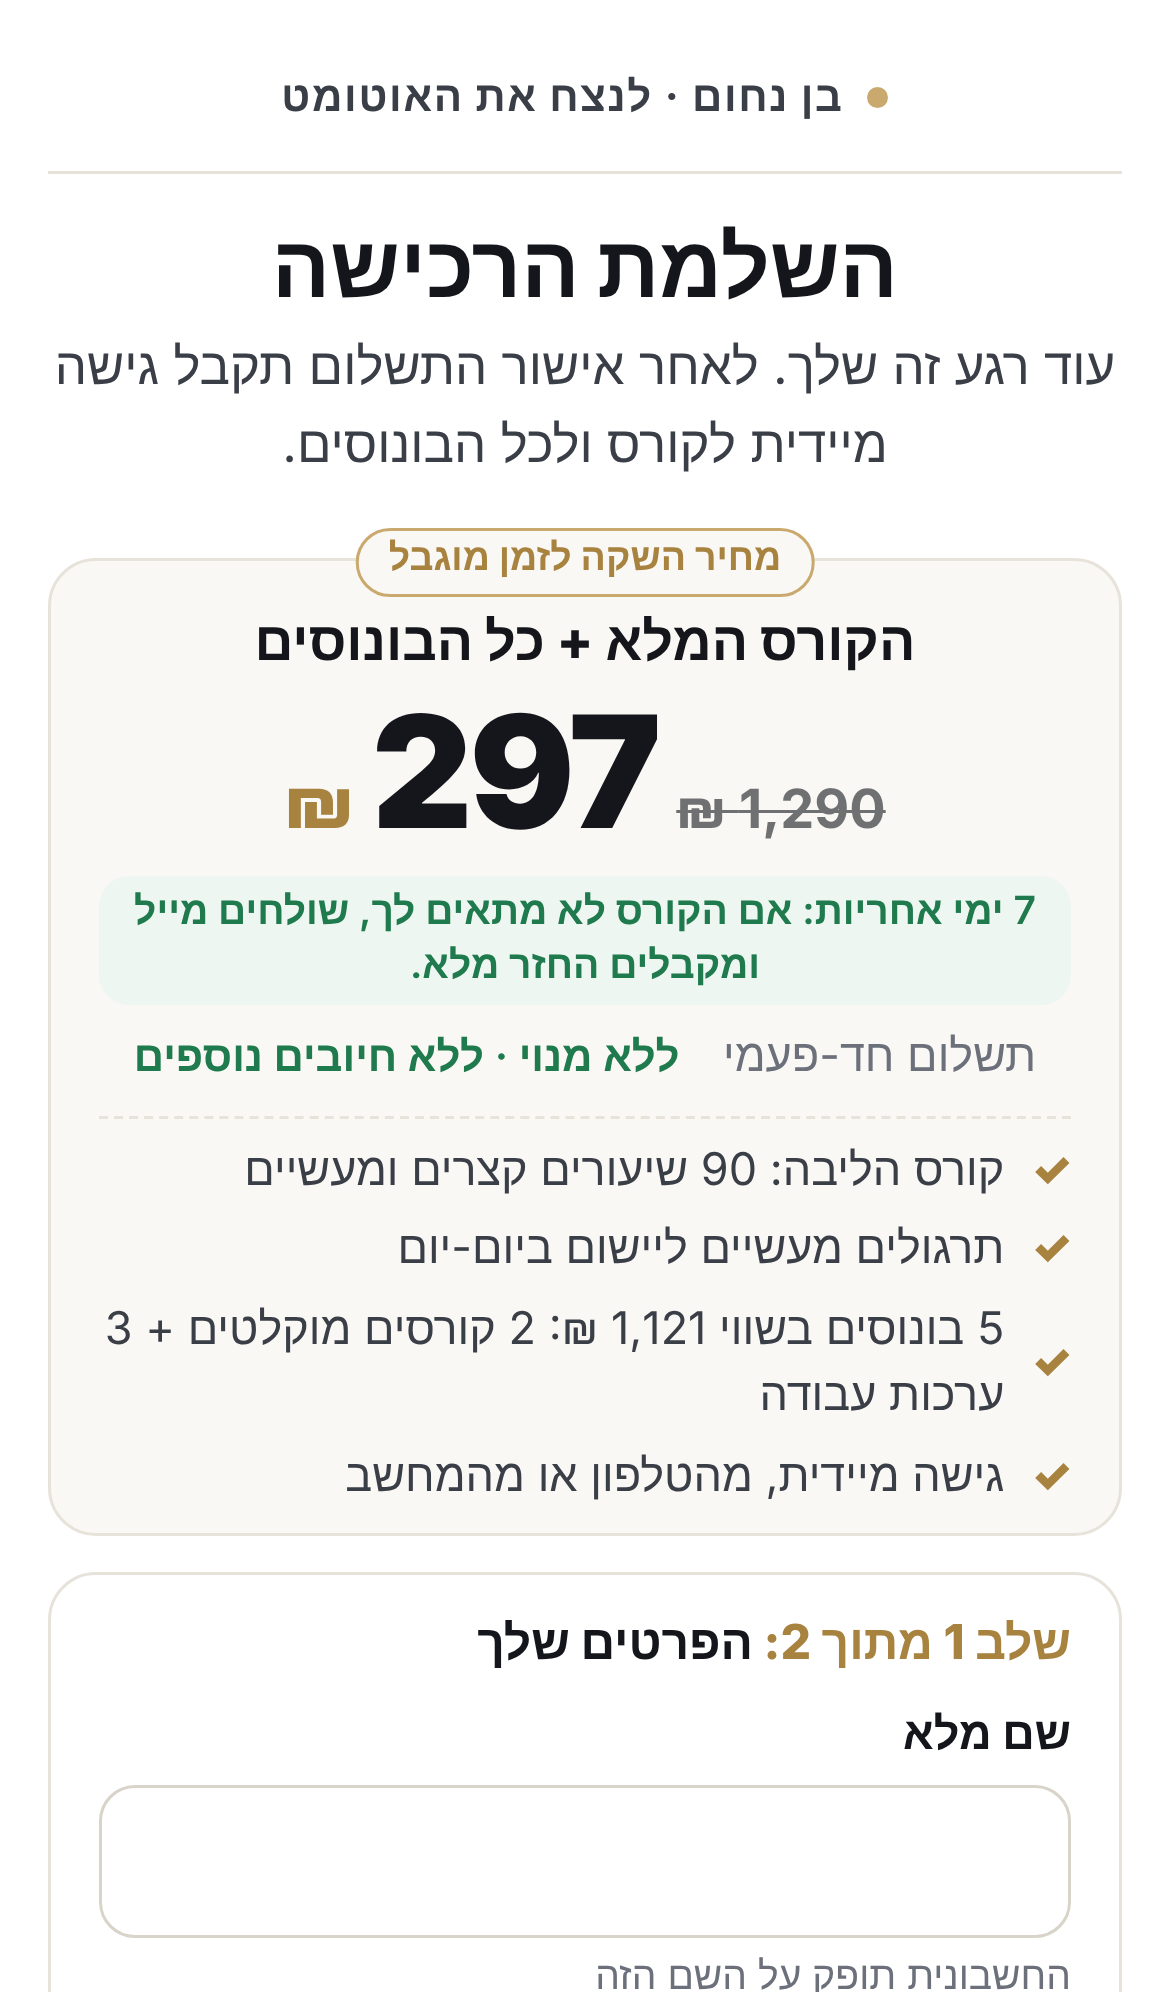 בן נחום · לנצח את האוטומט
השלמת הרכישה
עוד רגע זה שלך. לאחר אישור התשלום תקבל גישה
מיידית לקורס ולכל הבונוסים.
מחיר השקה לזמן מוגבל
הקורס המלא + כל הבונוסים
1,290 ₪ 297 ₪
7 ימי אחריות: אם הקורס לא מתאים לך, שולחים מייל
ומקבלים החזר מלא.
תשלום חד-פעמי ללא מנוי · ללא חיובים נוספים
קורס הליבה: 90 שיעורים קצרים ומעשיים
תרגולים מעשיים ליישום ביום-יום
5 בונוסים בשווי 1,121 ₪: 2 קורסים מוקלטים + 3
ערכות עבודה
גישה מיידית, מהטלפון או מהמחשב
שלב 1 מתוך 2: הפרטים שלך
שם מלא
החשבונית תופק על השם הזה